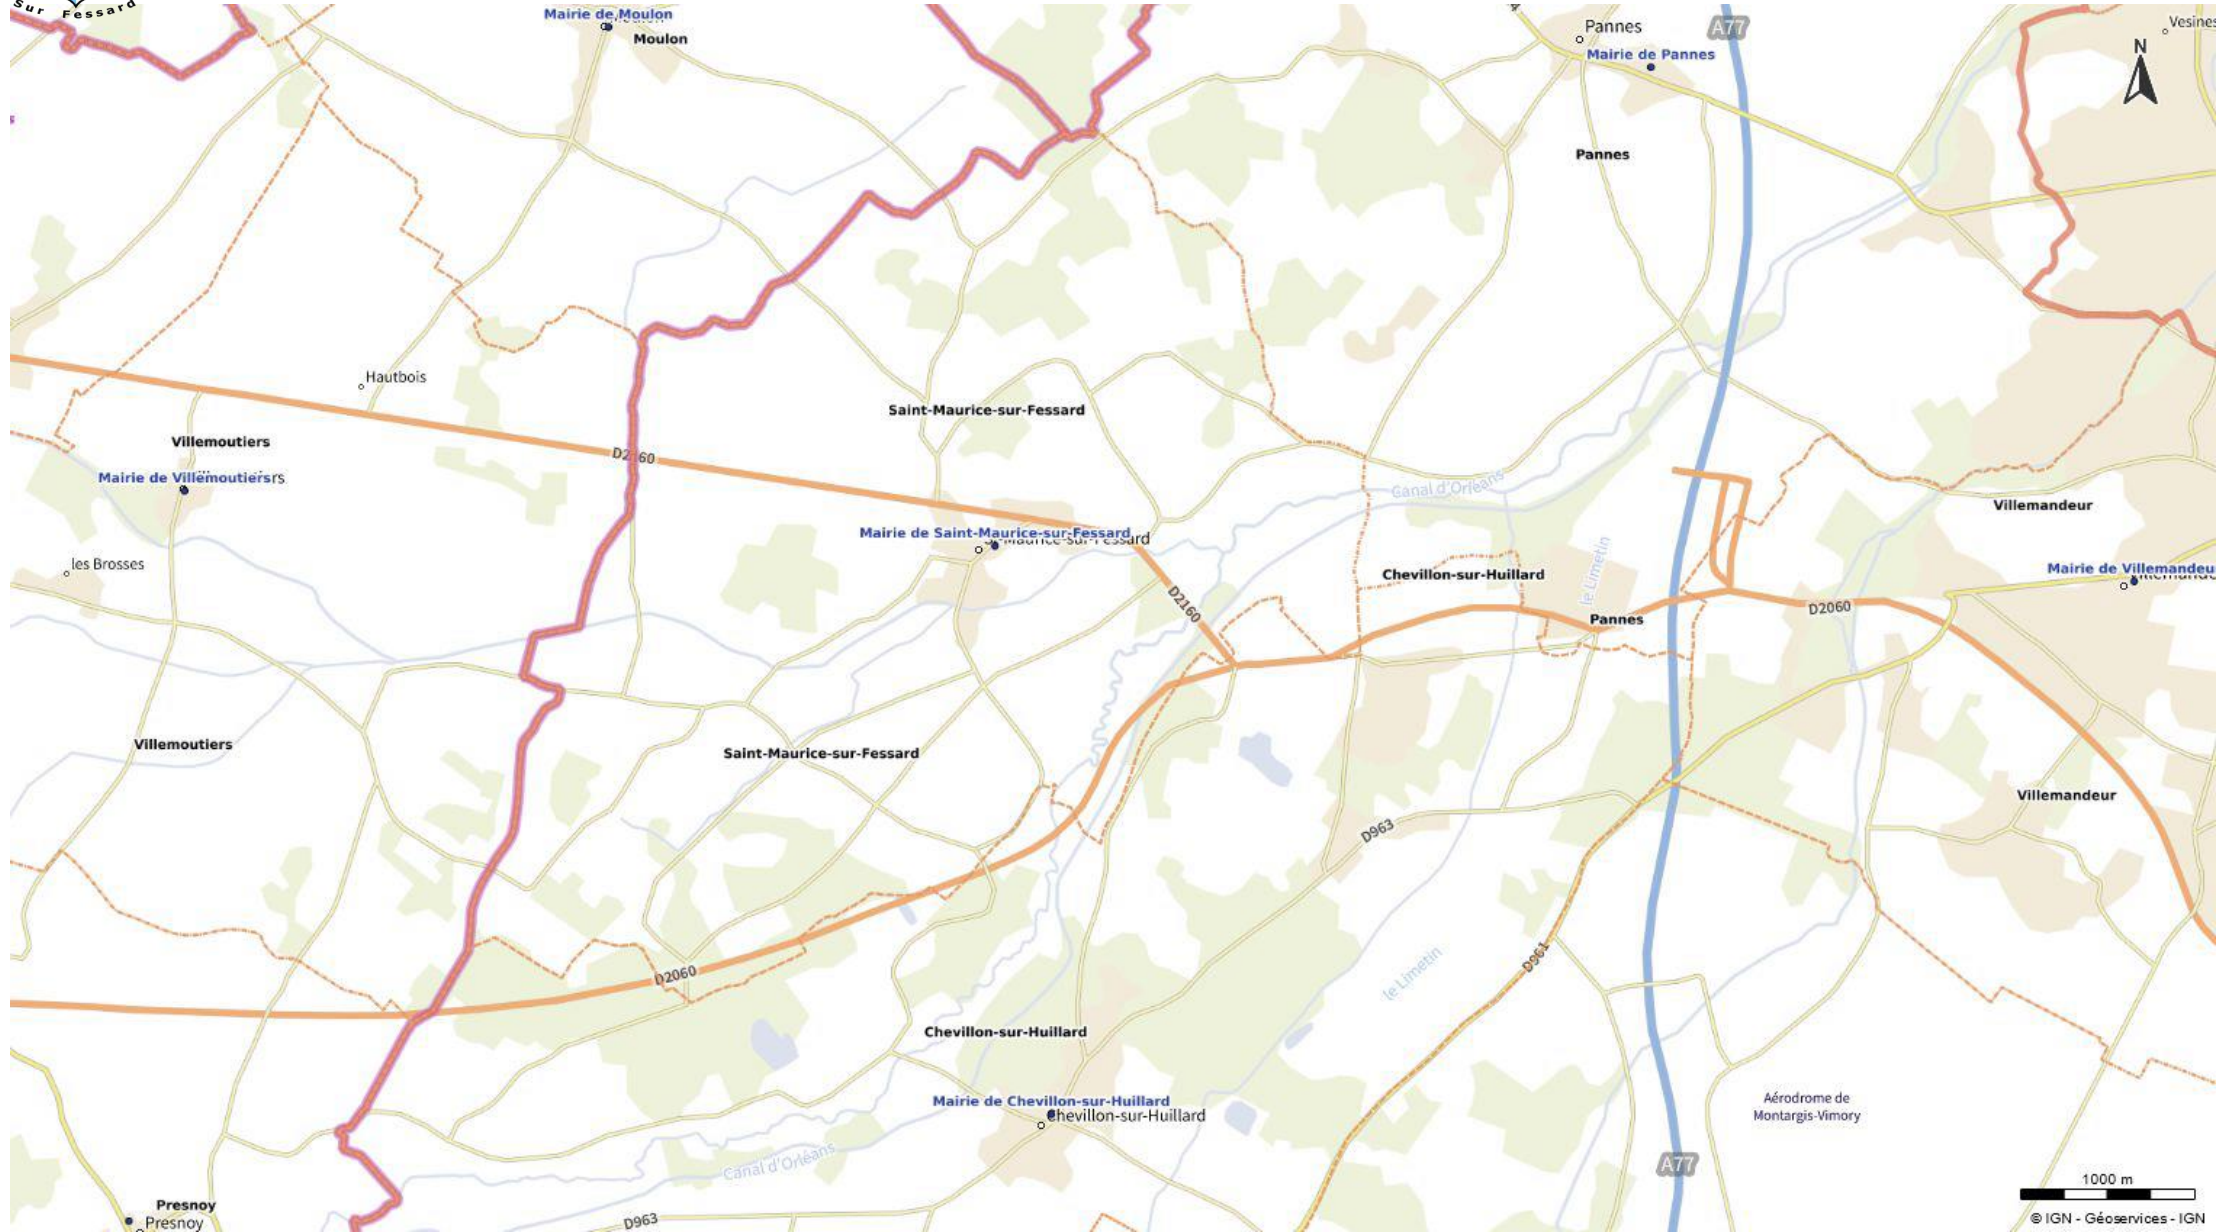 Sur Fessard
Mairie de Moulon
Moulon
A77
Pannes
Mairie de Pannes
Vesines
N
Pannes
Hautbois
Saint-Maurice-sur-Fessard
Villemoutiers
D2160
Mairie de Villemoutiers
Canal d'Orléans
Villemandeur
Mairie de Saint-Maurice-sur-Fessard
St-Maurice-sur-Fessard
les Brosses
Chevillon-sur-Huillard
le Limetin
Mairie de Villemandeur
D2160
Pannes
D2060
Villemoutiers
Saint-Maurice-sur-Fessard
Villemandeur
D963
D2060
D961
le Limetin
Chevillon-sur-Huillard
Mairie de Chevillon-sur-Huillard
Chevillon-sur-Huillard
Aérodrome de
Montargis-Vimory
Canal d'Orléans
A77
1000 m
Presnoy
Presnoy
D963
© IGN - Géoservices - IGN